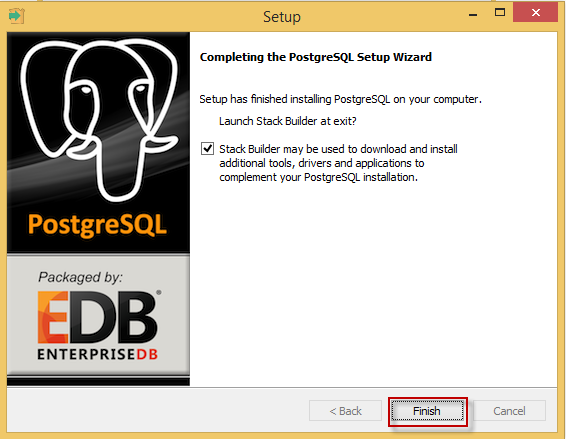 Setup
Completing the PostgreSQL Setup Wizard
Setup has finished installing PostgreSQL on your computer.
Launch Stack Builder at exit?
Stack Builder may be used to download and install
additional tools, drivers and applications to
complement your PostgreSQL installation.
PostgreSQL
Packaged by:
EDB
ENTERPRISEDB
< Back
Finish
Cancel